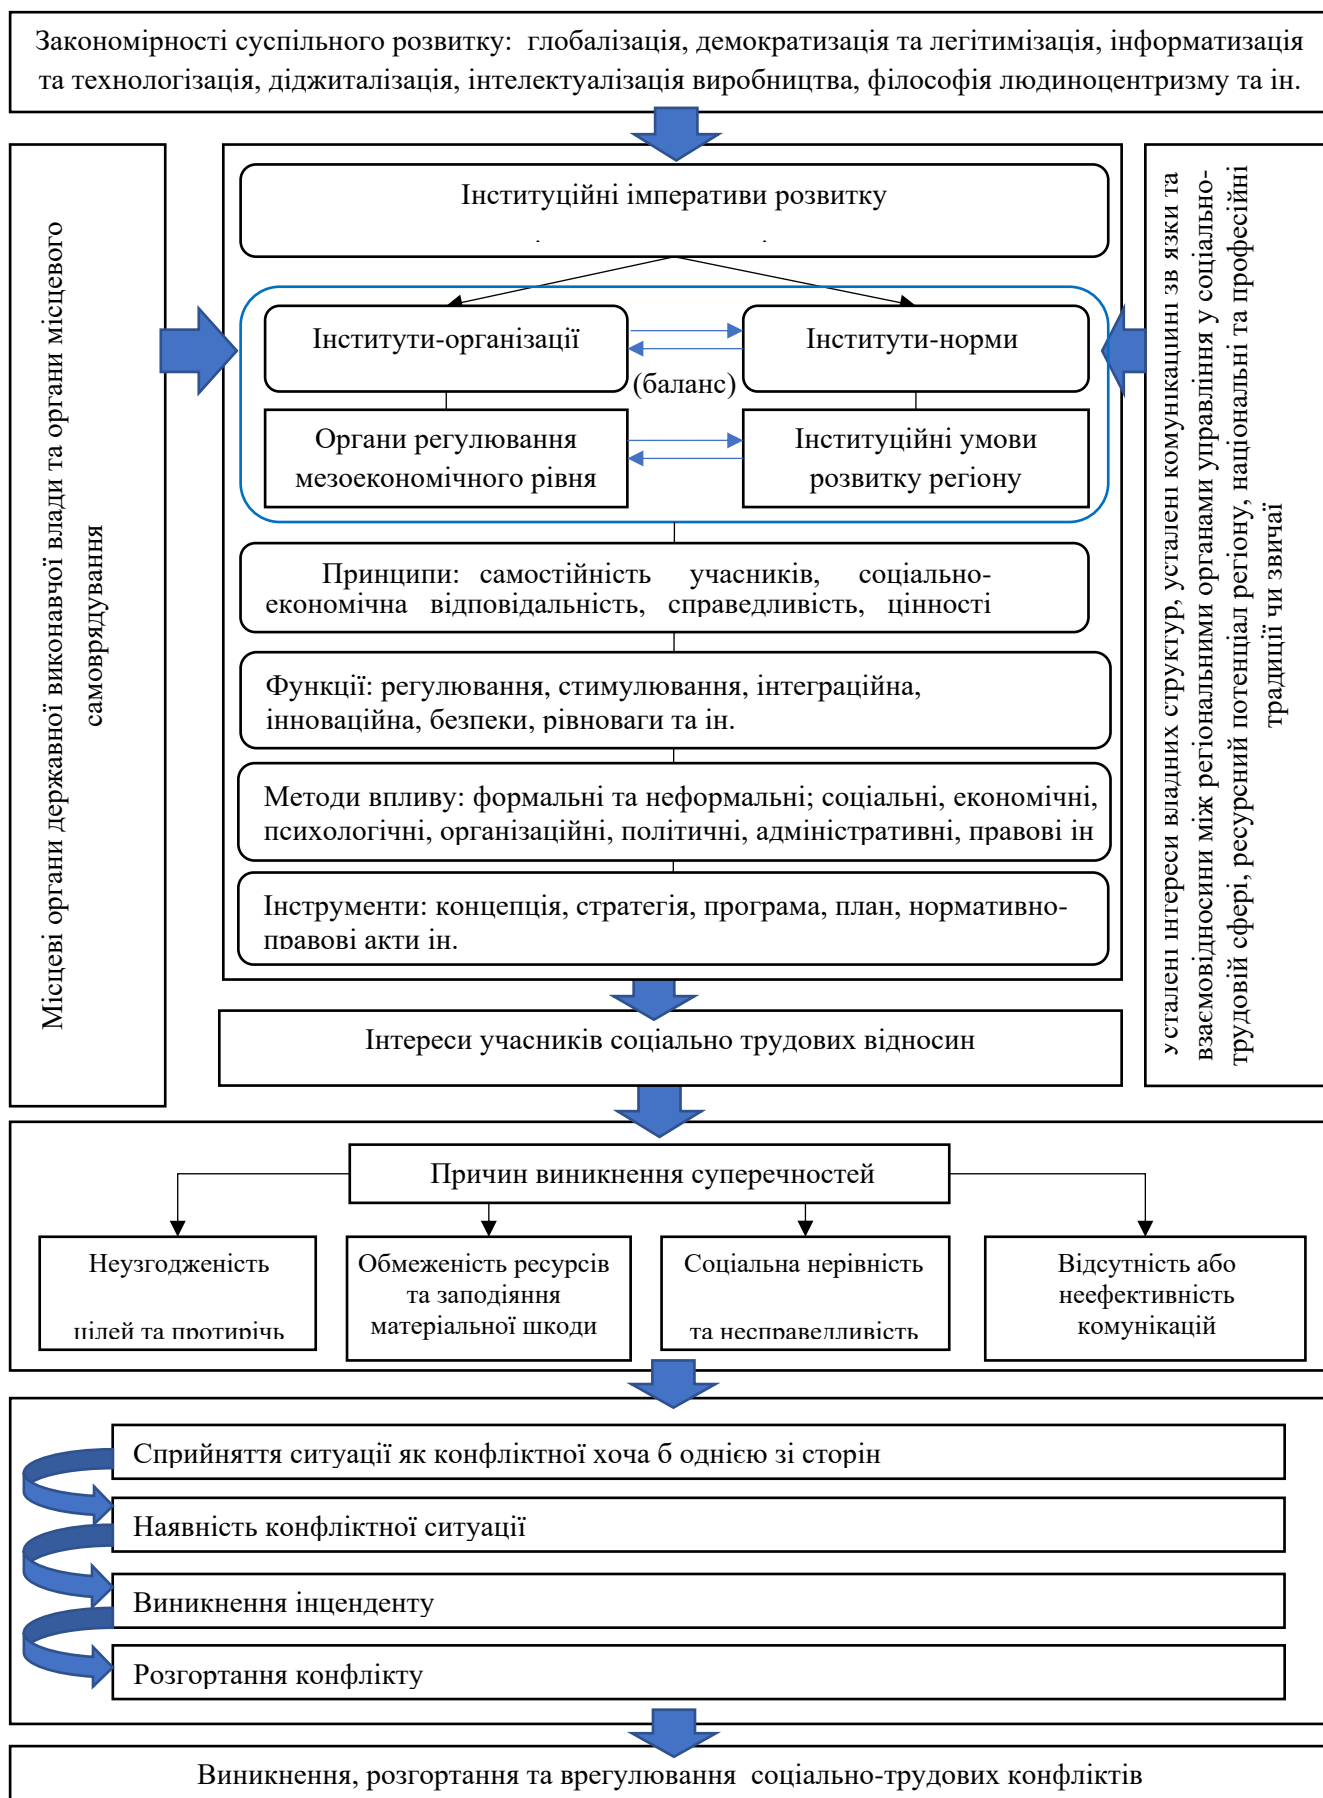 Закономірності суспільного розвитку: глобалізація, демократизація та легітимізація, інформатизація
та технологізація, діджиталізація, інтелектуалізація виробництва, філософія людиноцентризму та ін.
Місцеві органи державної виконавчої влади та органи місцевого
самоврядування
Інституційні імперативи розвитку
Інститути-організації
Інститути-норми
(баланс)
Органи регулювання
мезоекономічного рівня
Інституційні умови
розвитку регіону
Принципи: самостійність учасників, соціально-
економічна відповідальність, справедливість, цінності
Функції: регулювання, стимулювання, інтеграційна,
інноваційна, безпеки, рівноваги та ін.
Методи впливу: формальні та неформальні; соціальні, економічні,
психологічні, організаційні, політичні, адміністративні, правові ін
Інструменти: концепція, стратегія, програма, план, нормативно-
правові акти ін.
Усталені інтереси владних структур, усталені комунікаційні зв язки та
взаємовідносини між регіональними органами управління у соціально-
трудовій сфері, ресурсний потенціал регіону, національні та професійні
традиції чи звичаї
Інтереси учасників соціально трудових відносин
Причин виникнення суперечностей
Неузгодженість
цілей та протирічь
Обмеженість ресурсів
та заподіяння
матеріальної шкоди
Соціальна нерівність
та несправедливість
Відсутність або
неефективність
комунікацій
Сприйняття ситуації як конфліктної хоча б однією зі сторін
Наявність конфліктної ситуації
Виникнення інценденту
Розгортання конфлікту
Виникнення, розгортання та врегулювання соціально-трудових конфліктів